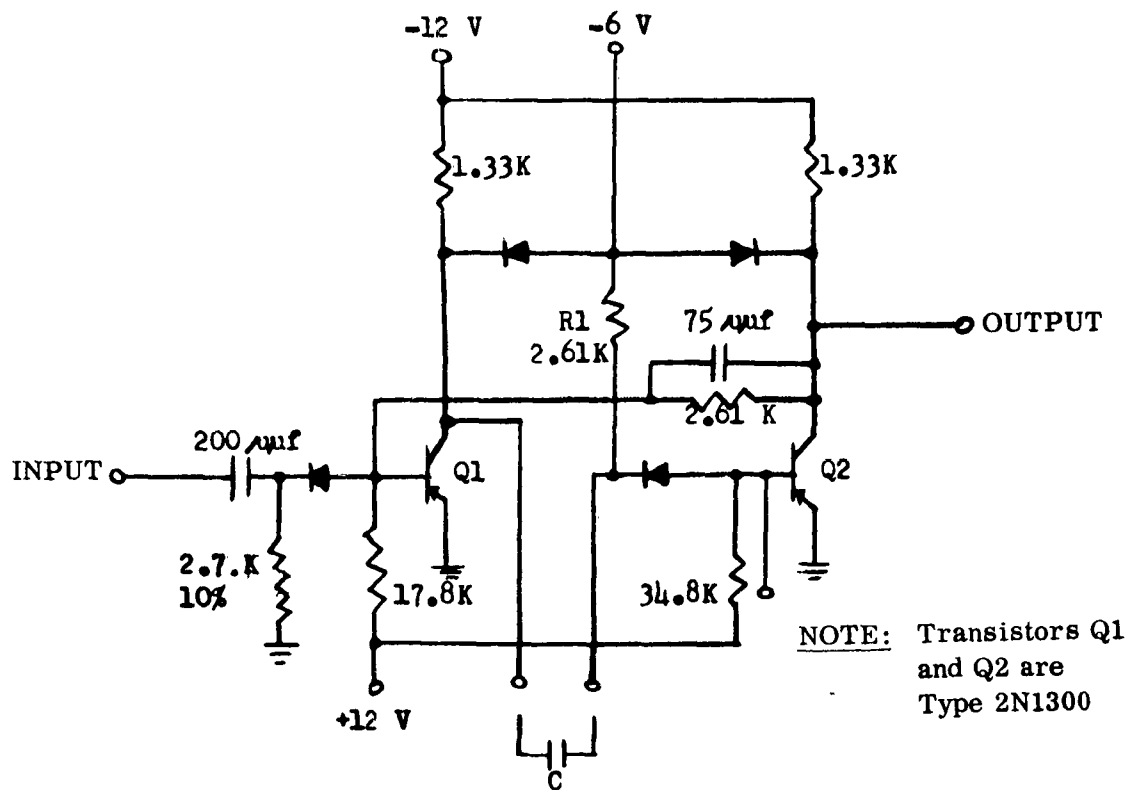 -12 V
-6 V
1.33K
1.33K
R1
2.61K
75 μμf
OUTPUT
2.61 K
200 μμf
INPUT
Q1
Q2
2.7.K
10%
17.8K
34.8K
NOTE: Transistors Q1
and Q2 are
Type 2N1300
+12 V
C